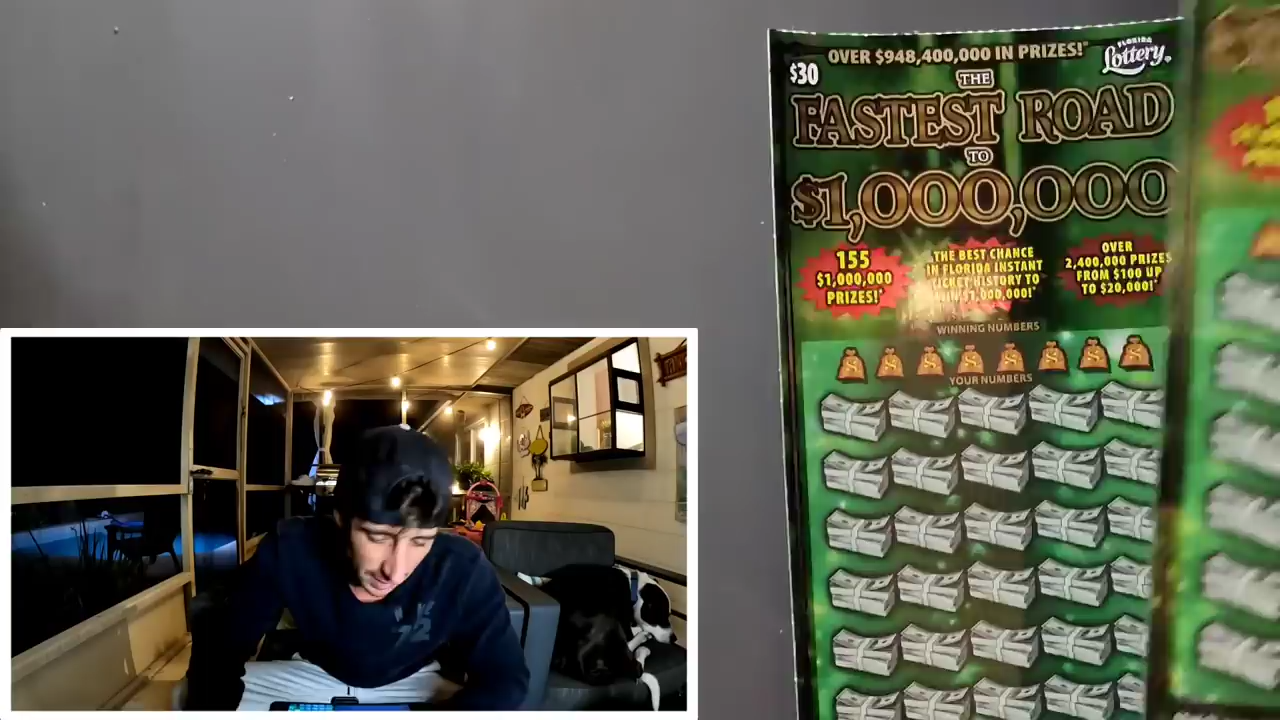 OVER $948,400,000 IN PRIZES!*
FLORIDA
Lottery
$30
THE
FASTEST ROAD
TO
$1,000,000
155
$1,000,000
PRIZES!*
THE BEST CHANCE
IN FLORIDA INSTANT
TICKET HISTORY TO
WIN $1,000,000!*
OVER
2,400,000 PRIZES
FROM $100 UP
TO $20,000!*
WINNING NUMBERS
YOUR NUMBERS
72